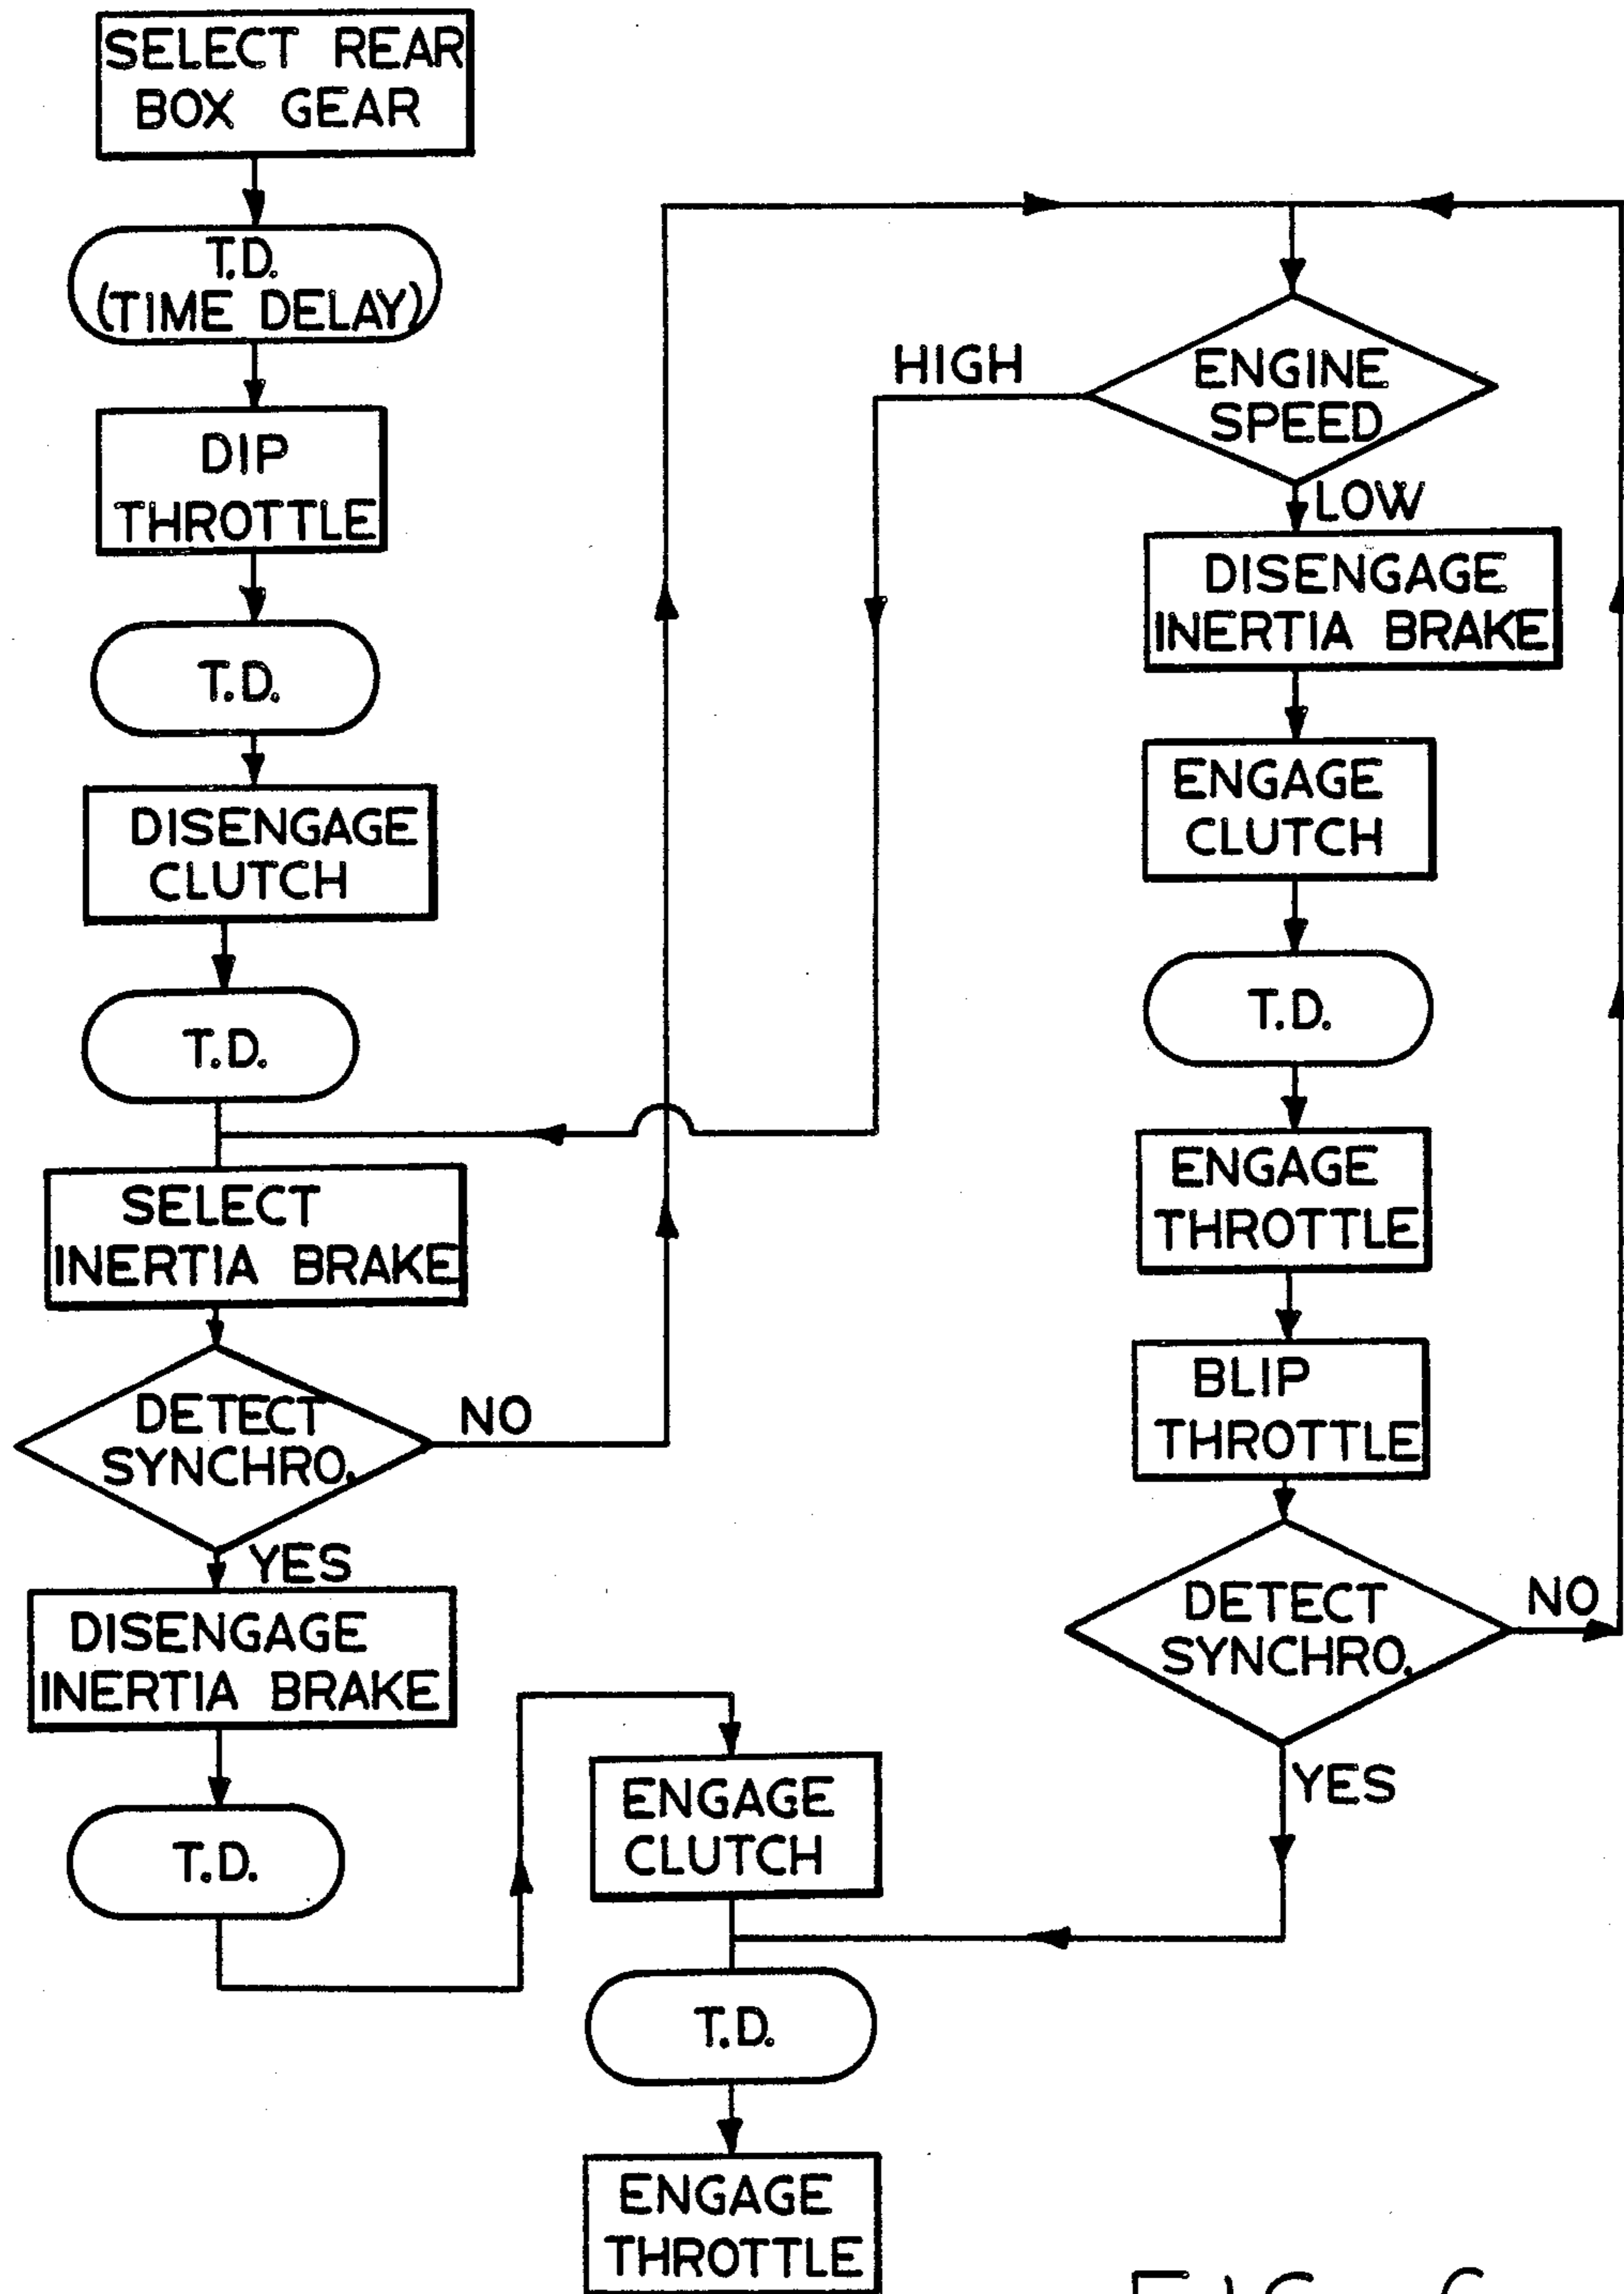 SELECT REAR
BOX GEAR
T.D.
(TIME DELAY)
DIP
THROTTLE
T.D.
DISENGAGE
CLUTCH
T.D.
SELECT
INERTIA BRAKE
DETECT
SYNCHRO.
NO
YES
DISENGAGE
INERTIA BRAKE
T.D.
ENGAGE
CLUTCH
T.D.
ENGAGE
THROTTLE
HIGH
ENGINE
SPEED
LOW
DISENGAGE
INERTIA BRAKE
ENGAGE
CLUTCH
T.D.
ENGAGE
THROTTLE
BLIP
THROTTLE
DETECT
SYNCHRO.
NO
YES